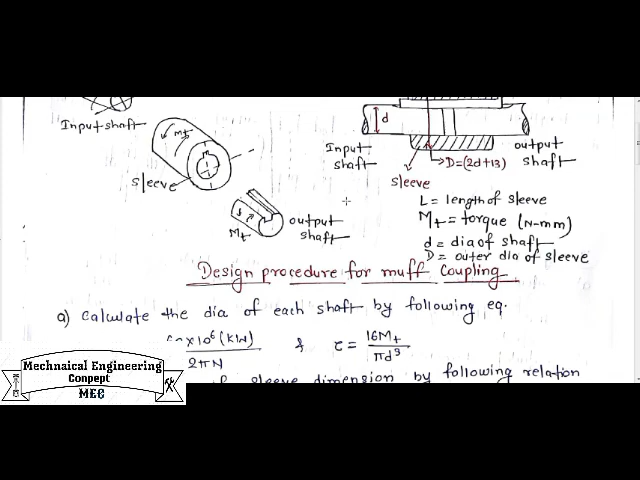 Input shaft
Mt
sleeve
Mt
output
shaft
d
Input
shaft
output
shaft
D=(2d+13)
sleeve
L = length of sleeve
Mt = torque (N-mm)
d = dia of shaft
D = outer dia of sleeve
Design procedure for muff Coupling
a) Calculate the dia of each shaft by following eq.
x10⁶ (KW)
2πN
& τ = 16Mt
πd³
sleeve dimension by following relation
Mechnaical Engineering
Conpept
MEC